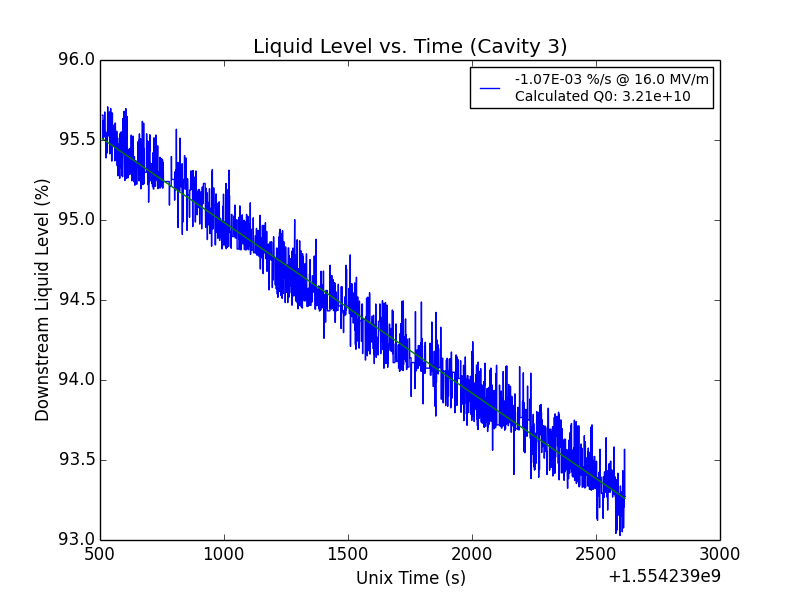 Liquid Level vs. Time (Cavity 3)
-1.07E-03 %/s @ 16.0 MV/m
Calculated Q0: 3.21e+10
96.0
95.5
95.0
94.5
94.0
93.5
93.0
Downstream Liquid Level (%)
500
1000
1500
2000
2500
3000
Unix Time (s)
+1.554239e9